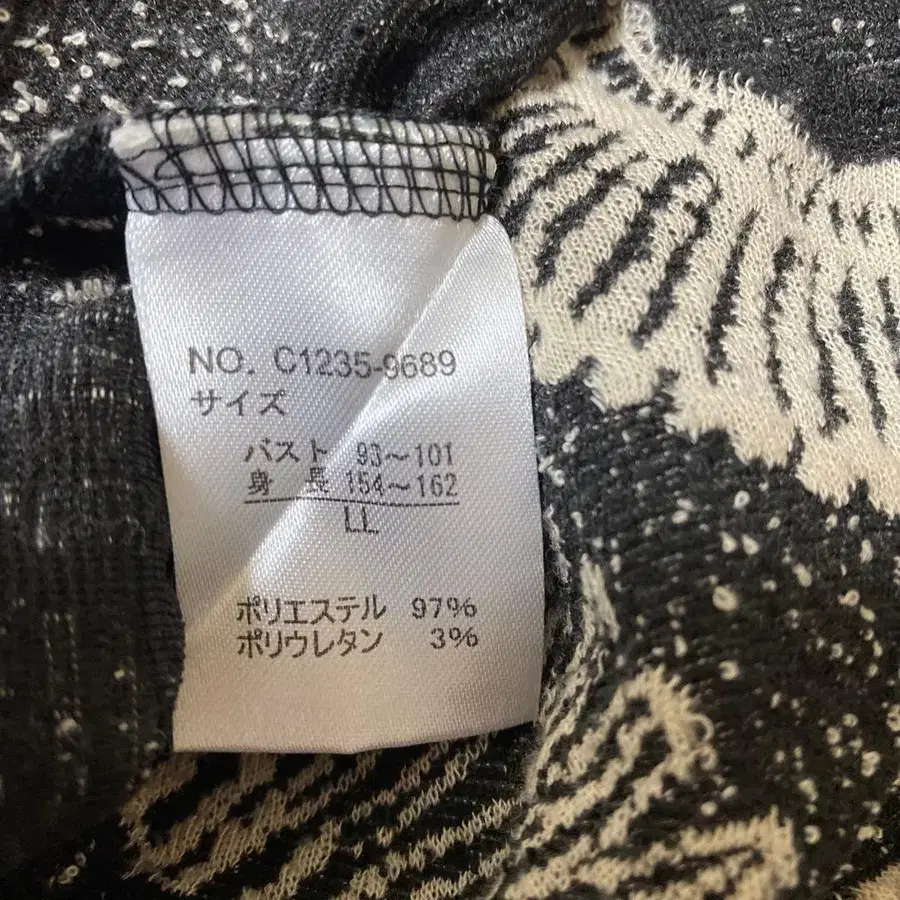 NO. C1235-9689
サイズ
バスト 93～101
身 長 154～162
LL
ポリエステル 97%
ポリウレタン 3%